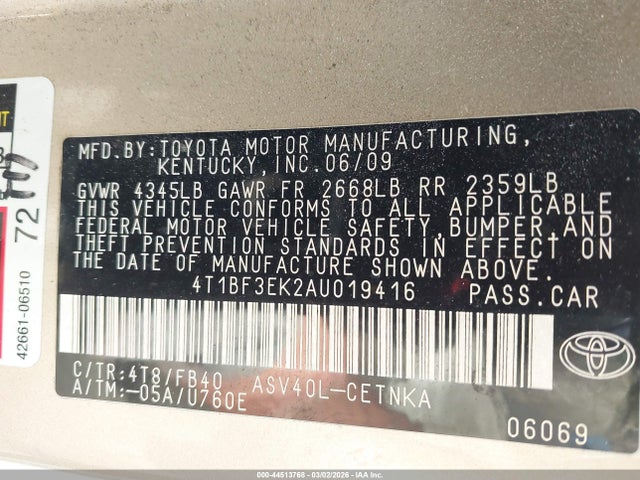 MFD.BY:TOYOTA MOTOR MANUFACTURING,
KENTUCKY,INC.06/09
GVWR 4345LB GAWR FR 2668LB RR 2359LB
THIS VEHICLE CONFORMS TO ALL APPLICABLE
FEDERAL MOTOR VEHICLE SAFETY,BUMPER,AND
THEFT PREVENTION STANDARDS IN EFFECT ON
THE DATE OF MANUFACTURE SHOWN ABOVE.
4T1BF3EK2AU019416 PASS.CAR
C/TR:4T8/FB40 ASV40L-CETNKA
A/TM:-05A/U760E
06069
TOYOTA
42661-06510
72
000-44513768 - 03/02/2026 - IAA, Inc.